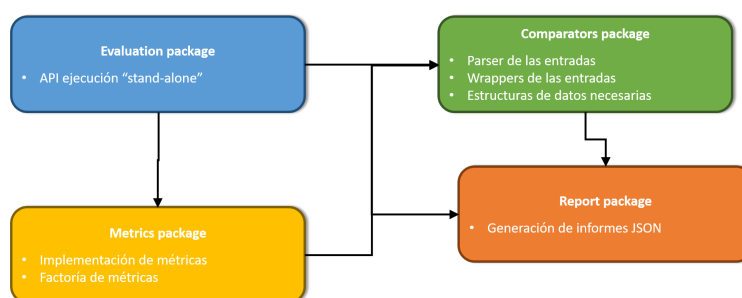 Evaluation package
• API ejecución “stand-alone”
Comparators package
• Parser de las entradas
• Wrappers de las entradas
• Estructuras de datos necesarias
Metrics package
• Implementación de métricas
• Factoría de métricas
Report package
• Generación de informes JSON